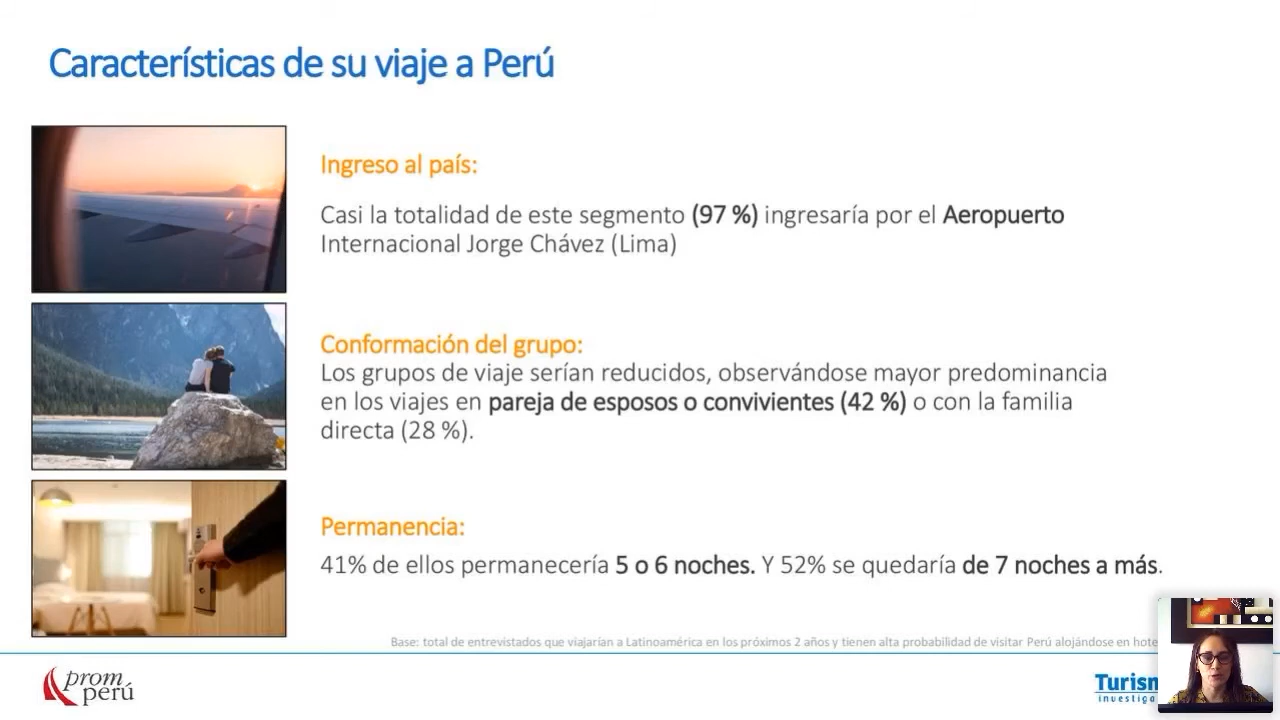 Características de su viaje a Perú
Ingreso al país:
Casi la totalidad de este segmento (97 %) ingresaría por el Aeropuerto
Internacional Jorge Chávez (Lima)
Conformación del grupo:
Los grupos de viaje serían reducidos, observándose mayor predominancia
en los viajes en pareja de esposos o convivientes (42 %) o con la familia
directa (28 %).
Permanencia:
41% de ellos permanecería 5 o 6 noches. Y 52% se quedaría de 7 noches a más.
Base: total de entrevistados que viajarían a Latinoamérica en los próximos 2 años y tienen alta probabilidad de visitar Perú alojándose en
prom
perú